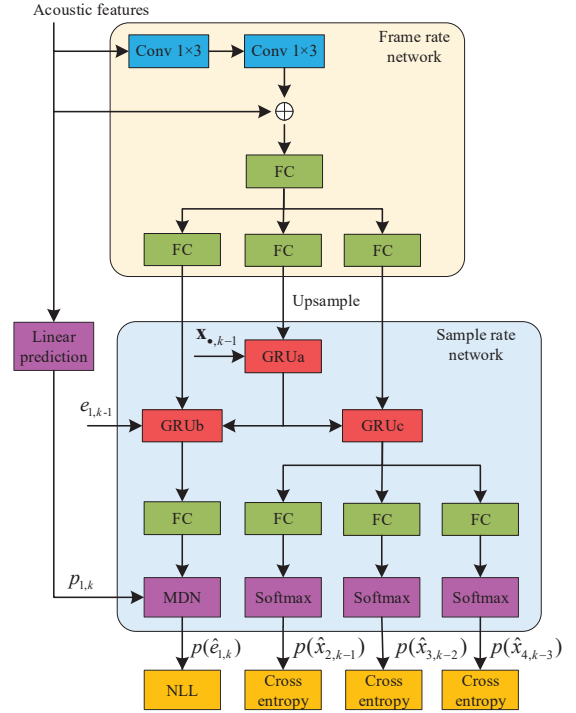 Acoustic features
Frame rate
network
Conv 1×3
Conv 1×3
FC
FC
FC
FC
Upsample
Linear
prediction
Sample rate
network
x•,k-1
GRUa
e1,k-1
GRUb
GRUc
FC
FC
FC
FC
p1,k
MDN
Softmax
Softmax
Softmax
p(ê1,k)
p(x̂2,k-1)
p(x̂3,k-2)
p(x̂4,k-3)
NLL
Cross
entropy
Cross
entropy
Cross
entropy